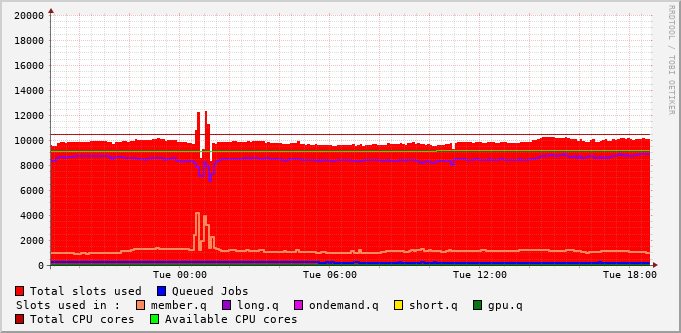 20000
18000
16000
14000
12000
10000
8000
6000
4000
2000
0
Tue 00:00 Tue 06:00 Tue 12:00 Tue 18:00
RRDTOOL / TOBI OETIKER
Total slots used Queued Jobs
Slots used in : member.q long.q ondemand.q short.q gpu.q
Total CPU cores Available CPU cores